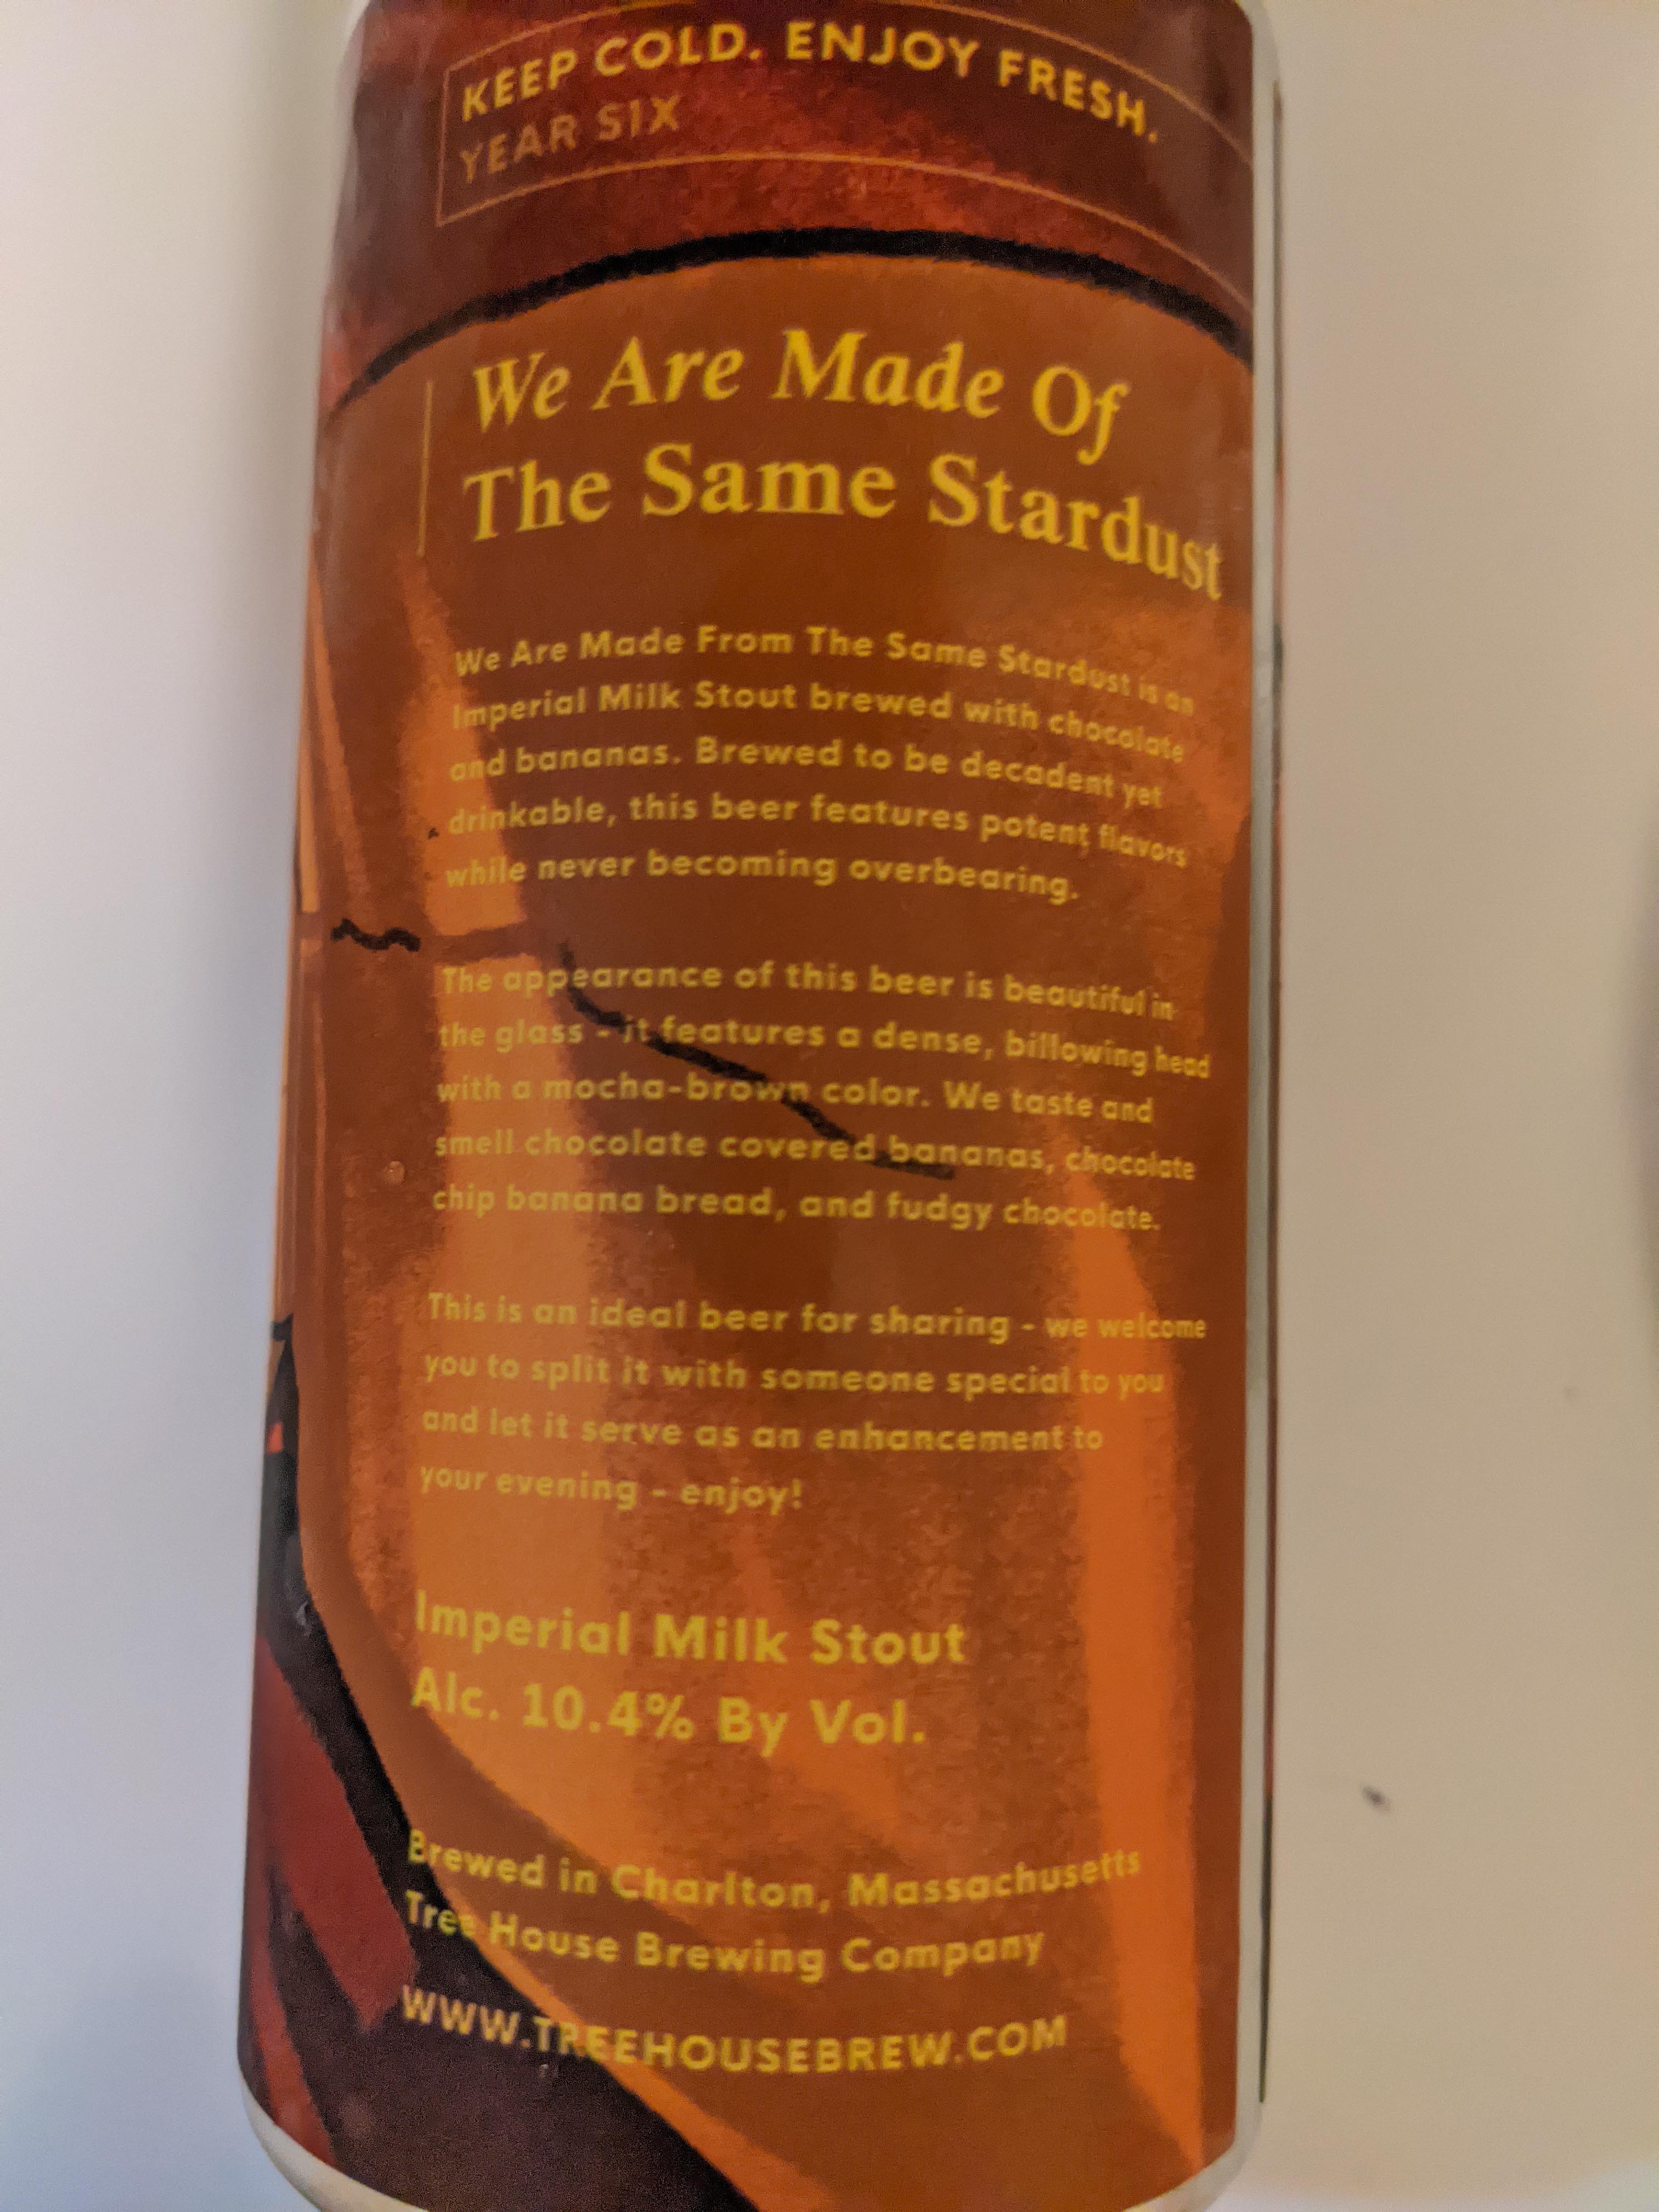 KEEP COLD. ENJOY FRESH.
YEAR SIX
We Are Made Of
The Same Stardust
We Are Made From The Same Stardust is an
Imperial Milk Stout brewed with chocolate
and bananas. Brewed to be decadent yet
drinkable, this beer features potent flavors
while never becoming overbearing.
The appearance of this beer is beautiful in
the glass - it features a dense, billowing head
with a mocha-brown color. We taste and
smell chocolate covered bananas, chocolate
chip banana bread, and fudgy chocolate.
This is an ideal beer for sharing - we welcome
you to split it with someone special to you
and let it serve as an enhancement to
your evening - enjoy!
Imperial Milk Stout
Alc. 10.4% By Vol.
Brewed in Charlton, Massachusetts
Tree House Brewing Company
WWW.TREEHOUSEBREW.COM